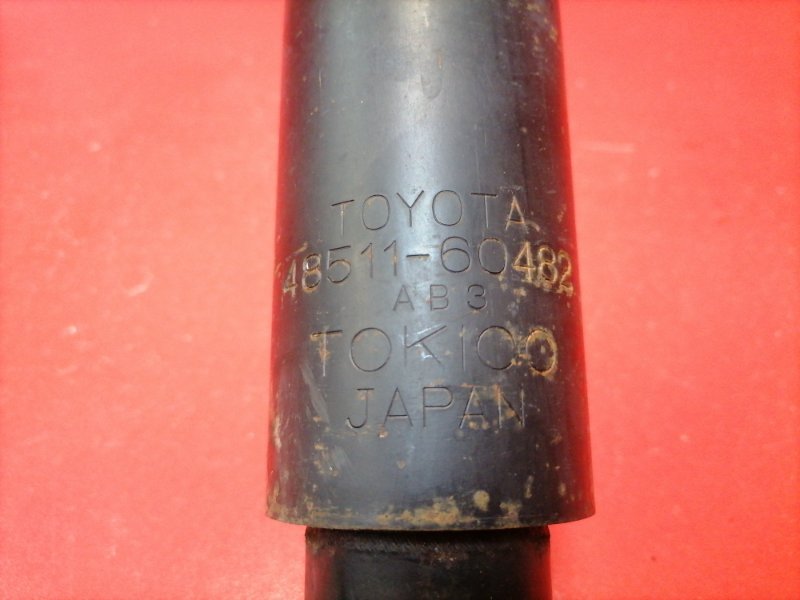 TOYOTA
48511-60482
AB3
TOKICO
JAPAN